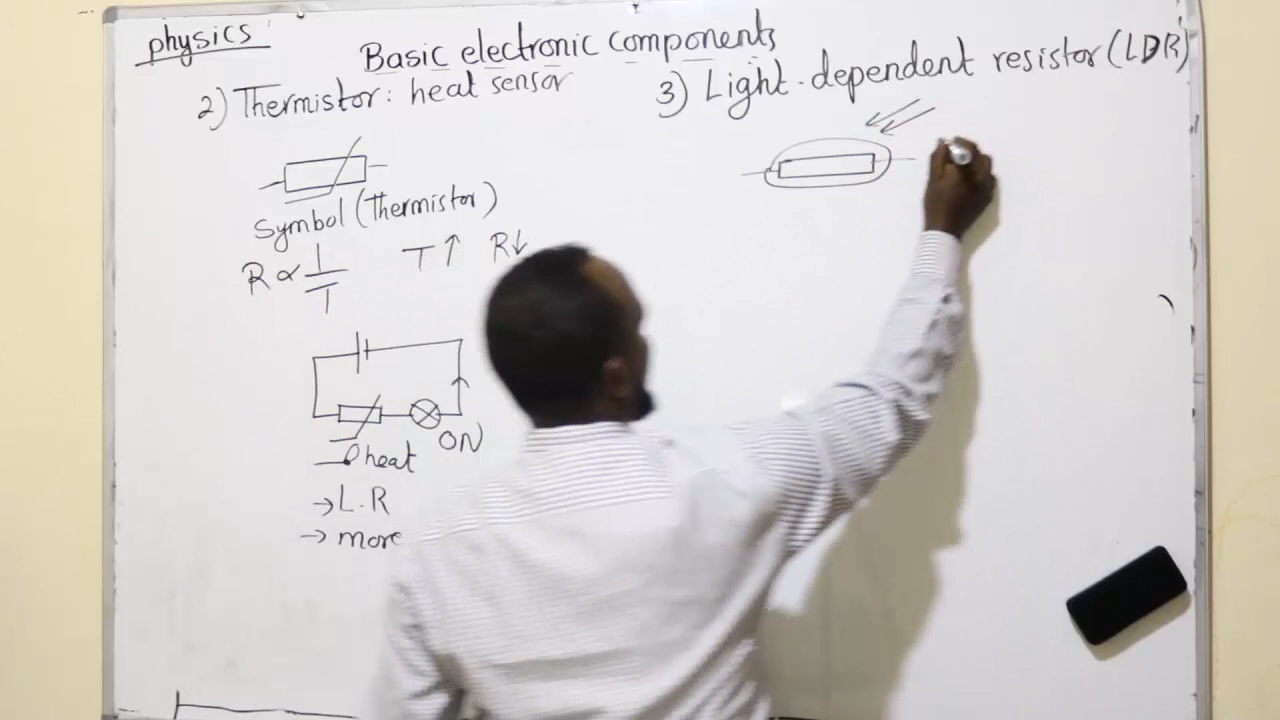 physics
Basic electronic components
2) Thermistor: heat sensor
Symbol (Thermistor)
R ∝ 1/T
T↑ R↓
ON
heat
→ L.R
→ more
3) Light-dependent resistor (LDR)